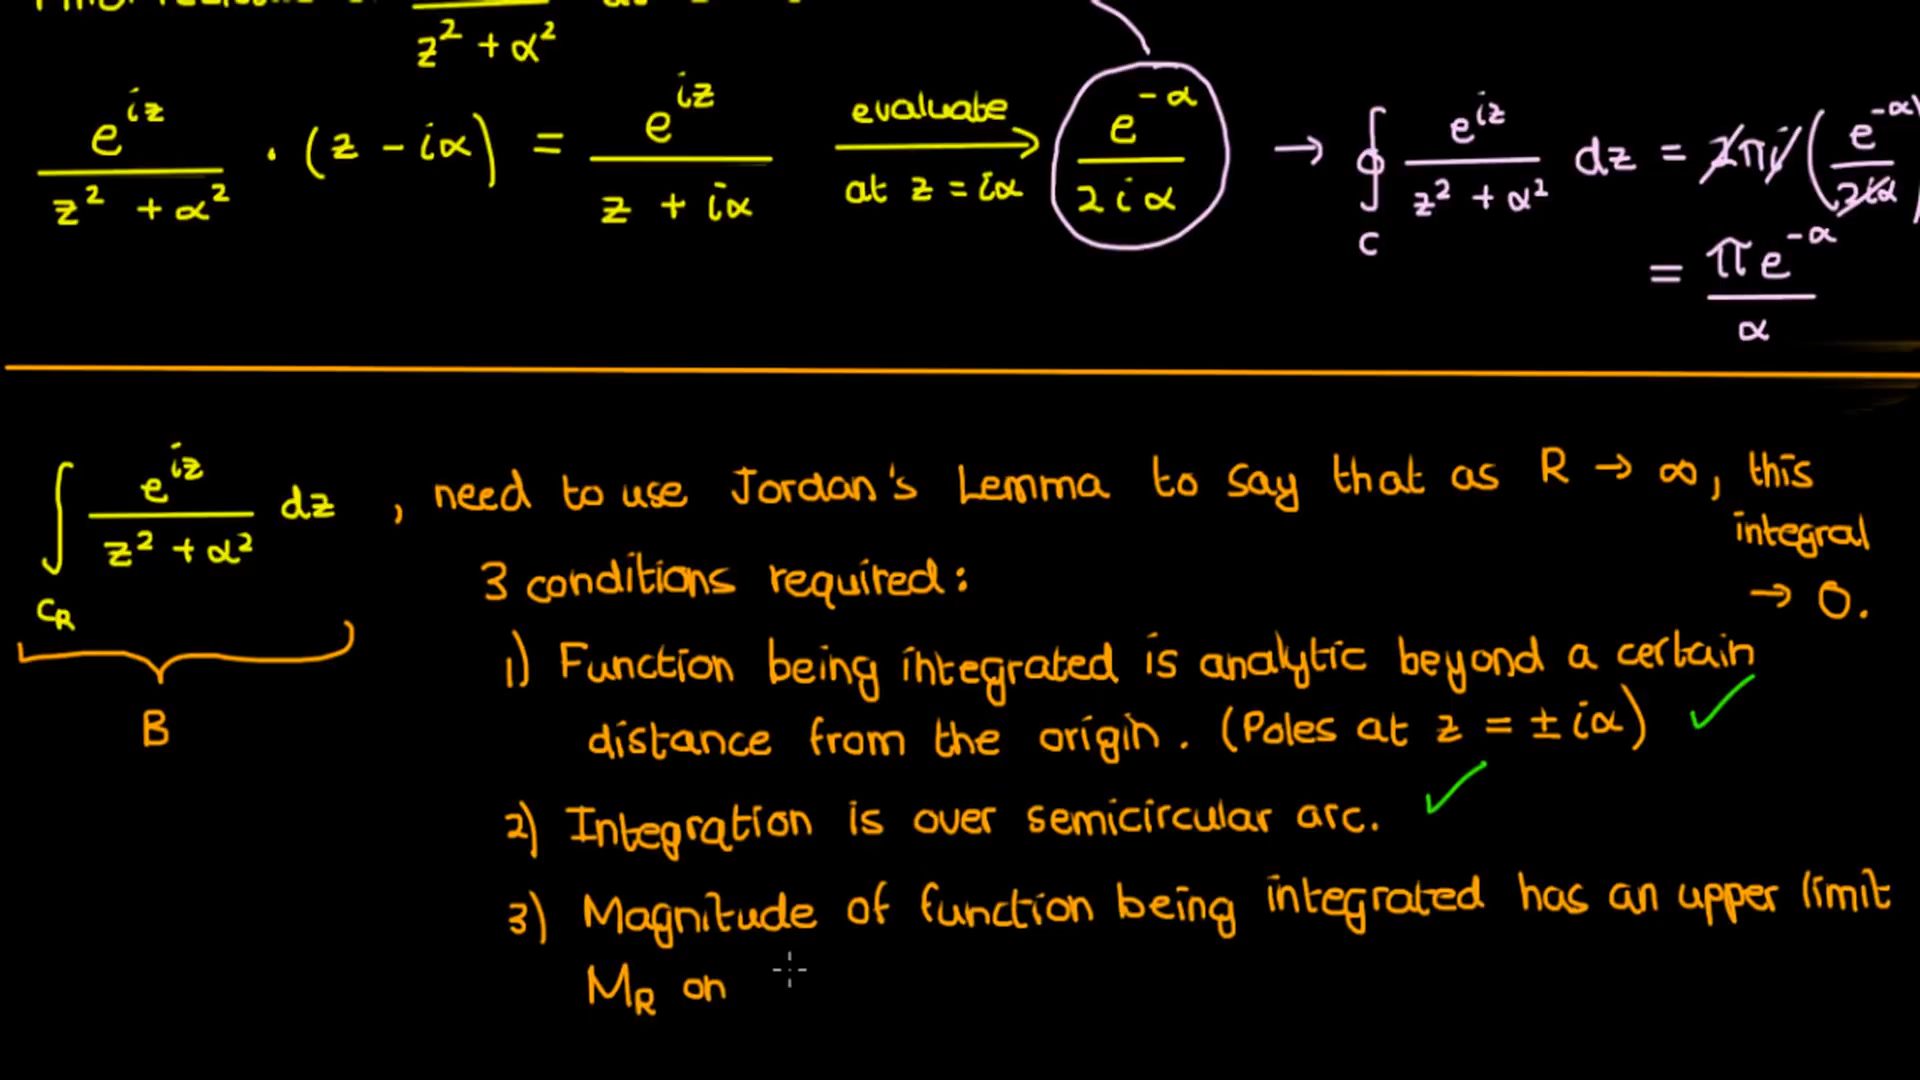 z² + α²
e^{iz} / (z² + α²) · (z - iα) = e^{iz} / (z + iα) evaluate at z = iα → e^{-α} / (2iα) → ∮_C e^{iz} / (z² + α²) dz = 2πi (e^{-α} / (2iα))
= πe^{-α} / α
∫_{C_R} e^{iz} / (z² + α²) dz , need to use Jordan's Lemma to say that as R → ∞, this
integral
→ 0.
3 conditions required:
1) Function being integrated is analytic beyond a certain
distance from the origin. (Poles at z = ± iα) ✓
B
2) Integration is over semicircular arc. ✓
3) Magnitude of function being integrated has an upper limit
M_R on